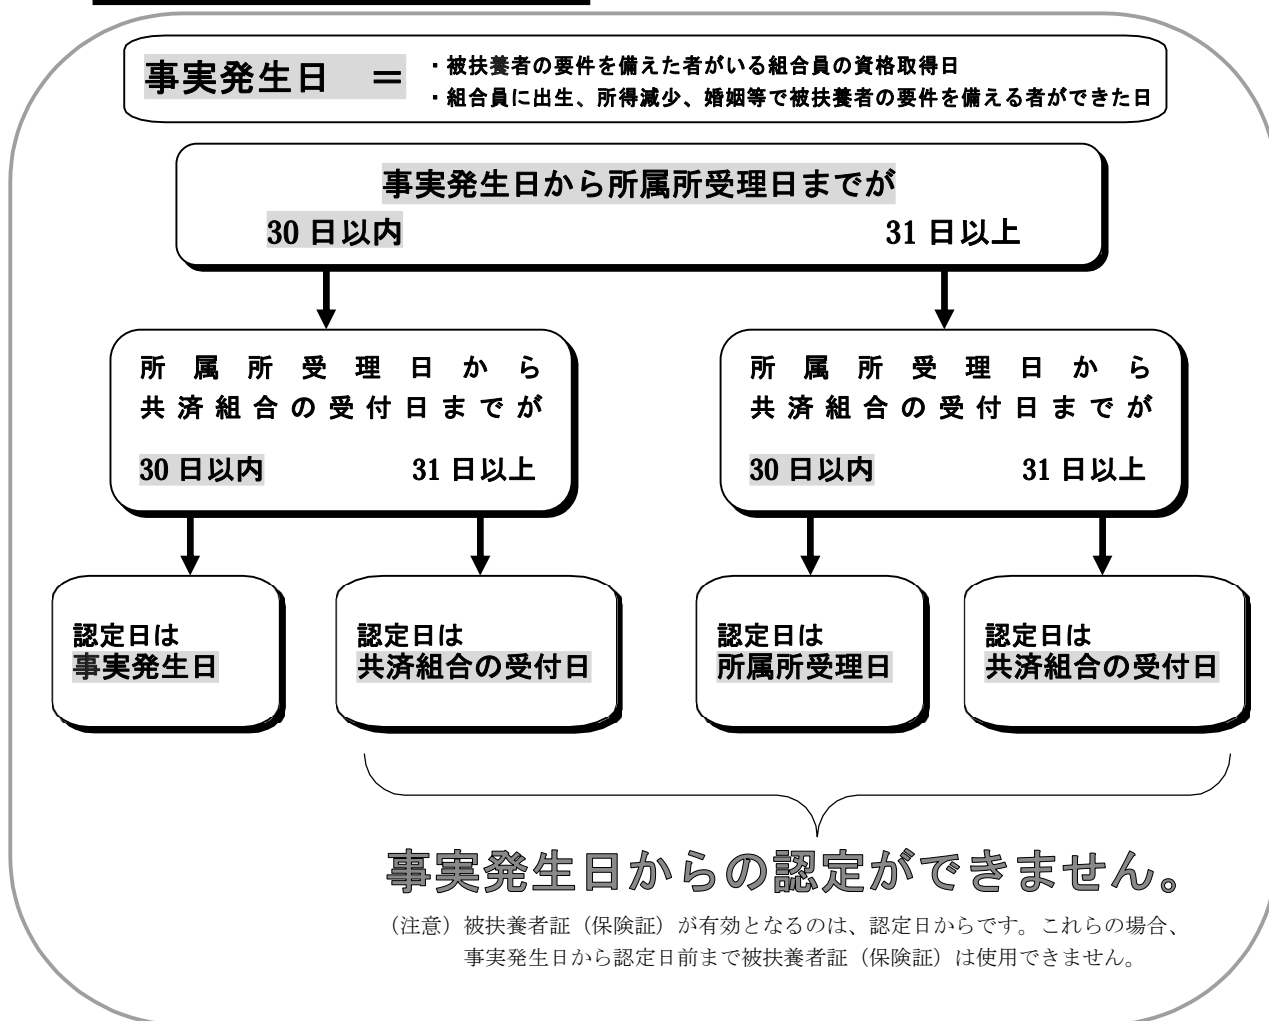 事実発生日　＝
・被扶養者の要件を備えた者がいる組合員の資格取得日
・組合員に出生、所得減少、婚姻等で被扶養者の要件を備える者ができた日
事実発生日から所属所受理日までが
30 日以内　31 日以上
所属所受理日から
共済組合の受付日までが
30 日以内　31 日以上
所属所受理日から
共済組合の受付日までが
30 日以内　31 日以上
認定日は
事実発生日
認定日は
共済組合の受付日
認定日は
所属所受理日
認定日は
共済組合の受付日
事実発生日からの認定ができません。
（注意）被扶養者証（保険証）が有効となるのは、認定日からです。これらの場合、
事実発生日から認定日前まで被扶養者証（保険証）は使用できません。